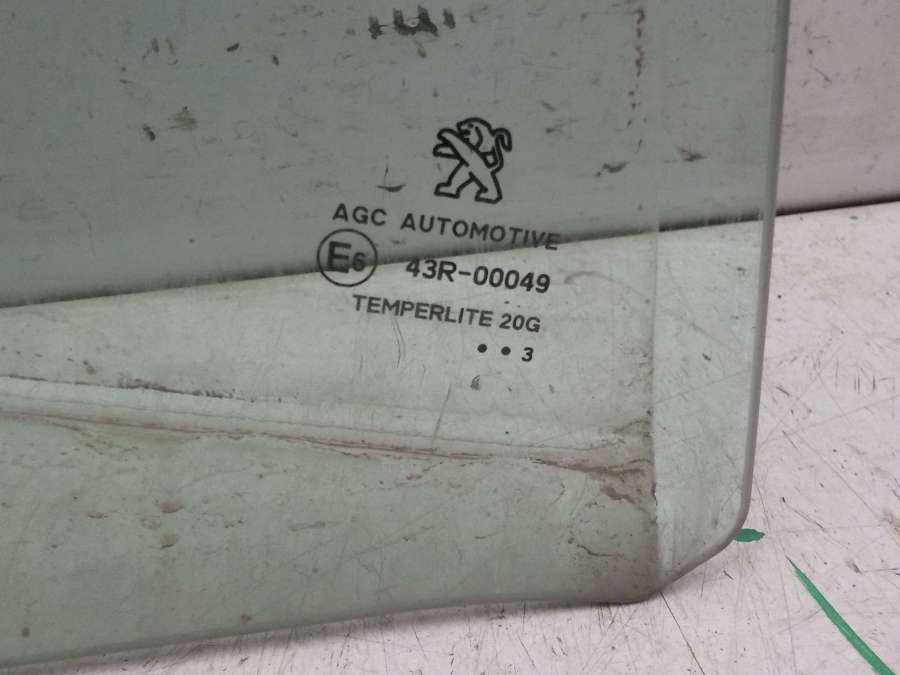 AGC AUTOMOTIVE
E6 43R-00049
TEMPERLITE 20G
• • 3